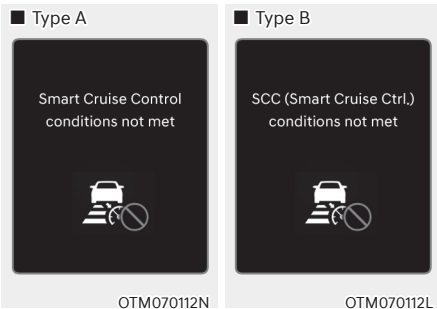 ■ Type A
Smart Cruise Control
conditions not met
OTM070112N
■ Type B
SCC (Smart Cruise Ctrl.)
conditions not met
OTM070112L